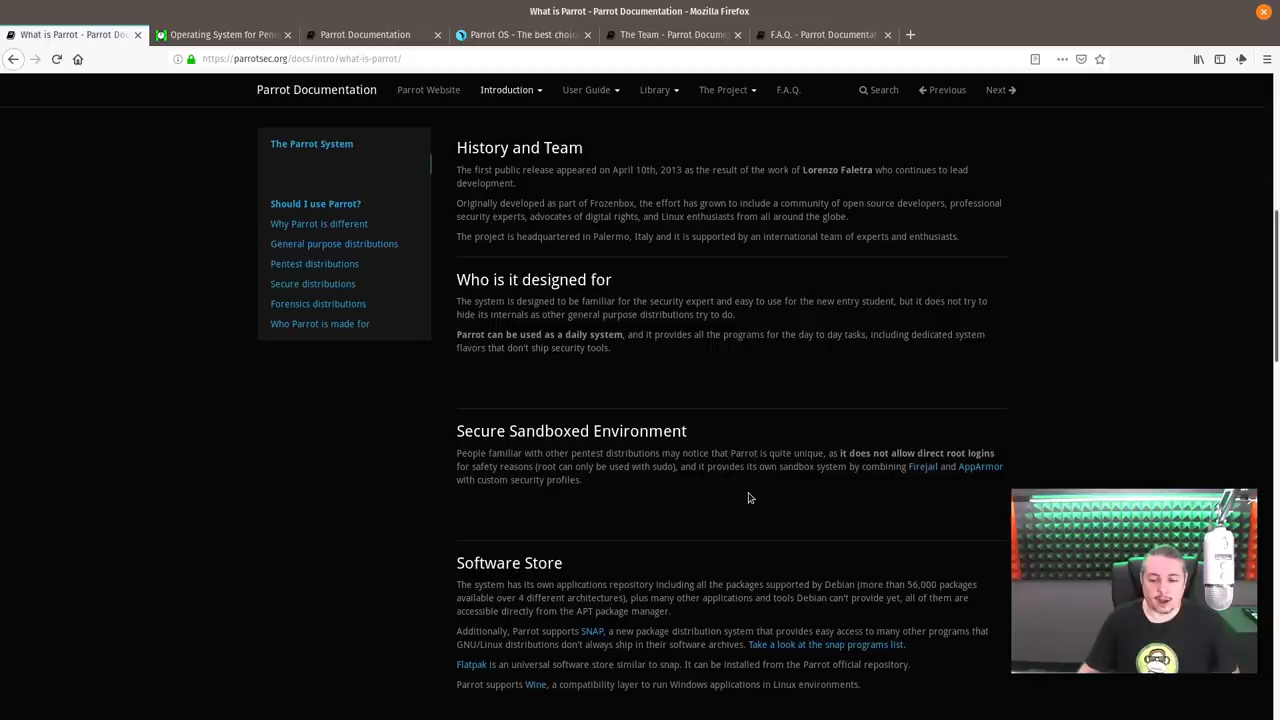 What is Parrot - Parrot Documentation - Mozilla Firefox
What is Parrot - Parrot Doc
Operating System for Pene
Parrot Documentation
Parrot OS - The best choic
The Team - Parrot Docume
F.A.Q. - Parrot Documentat
https://parrotsec.org/docs/intro/what-is-parrot/
Parrot Documentation
Parrot Website
Introduction
User Guide
Library
The Project
F.A.Q.
Search
Previous
Next
The Parrot System
Should I use Parrot?
Why Parrot is different
General purpose distributions
Pentest distributions
Secure distributions
Forensics distributions
Who Parrot is made for
History and Team
The first public release appeared on April 10th, 2013 as the result of the work of Lorenzo Faletra who continues to lead
development.
Originally developed as part of Frozenbox, the effort has grown to include a community of open source developers, professional
security experts, advocates of digital rights, and Linux enthusiasts from all around the globe.
The project is headquartered in Palermo, Italy and it is supported by an international team of experts and enthusiasts.
Who is it designed for
The system is designed to be familiar for the security expert and easy to use for the new entry student, but it does not try to
hide its internals as other general purpose distributions try to do.
Parrot can be used as a daily system, and it provides all the programs for the day to day tasks, including dedicated system
flavors that don't ship security tools.
Secure Sandboxed Environment
People familiar with other pentest distributions may notice that Parrot is quite unique, as it does not allow direct root logins
for safety reasons (root can only be used with sudo), and it provides its own sandbox system by combining Firejail and AppArmor
with custom security profiles.
Software Store
The system has its own applications repository including all the packages supported by Debian (more than 56,000 packages
available over 4 different architectures), plus many other applications and tools Debian can't provide yet, all of them are
accessible directly from the APT package manager.
Additionally, Parrot supports SNAP, a new package distribution system that provides easy access to many other programs that
GNU/Linux distributions don't always ship in their software archives. Take a look at the snap programs list.
Flatpak is an universal software store similar to snap. It can be installed from the Parrot official repository.
Parrot supports Wine, a compatibility layer to run Windows applications in Linux environments.